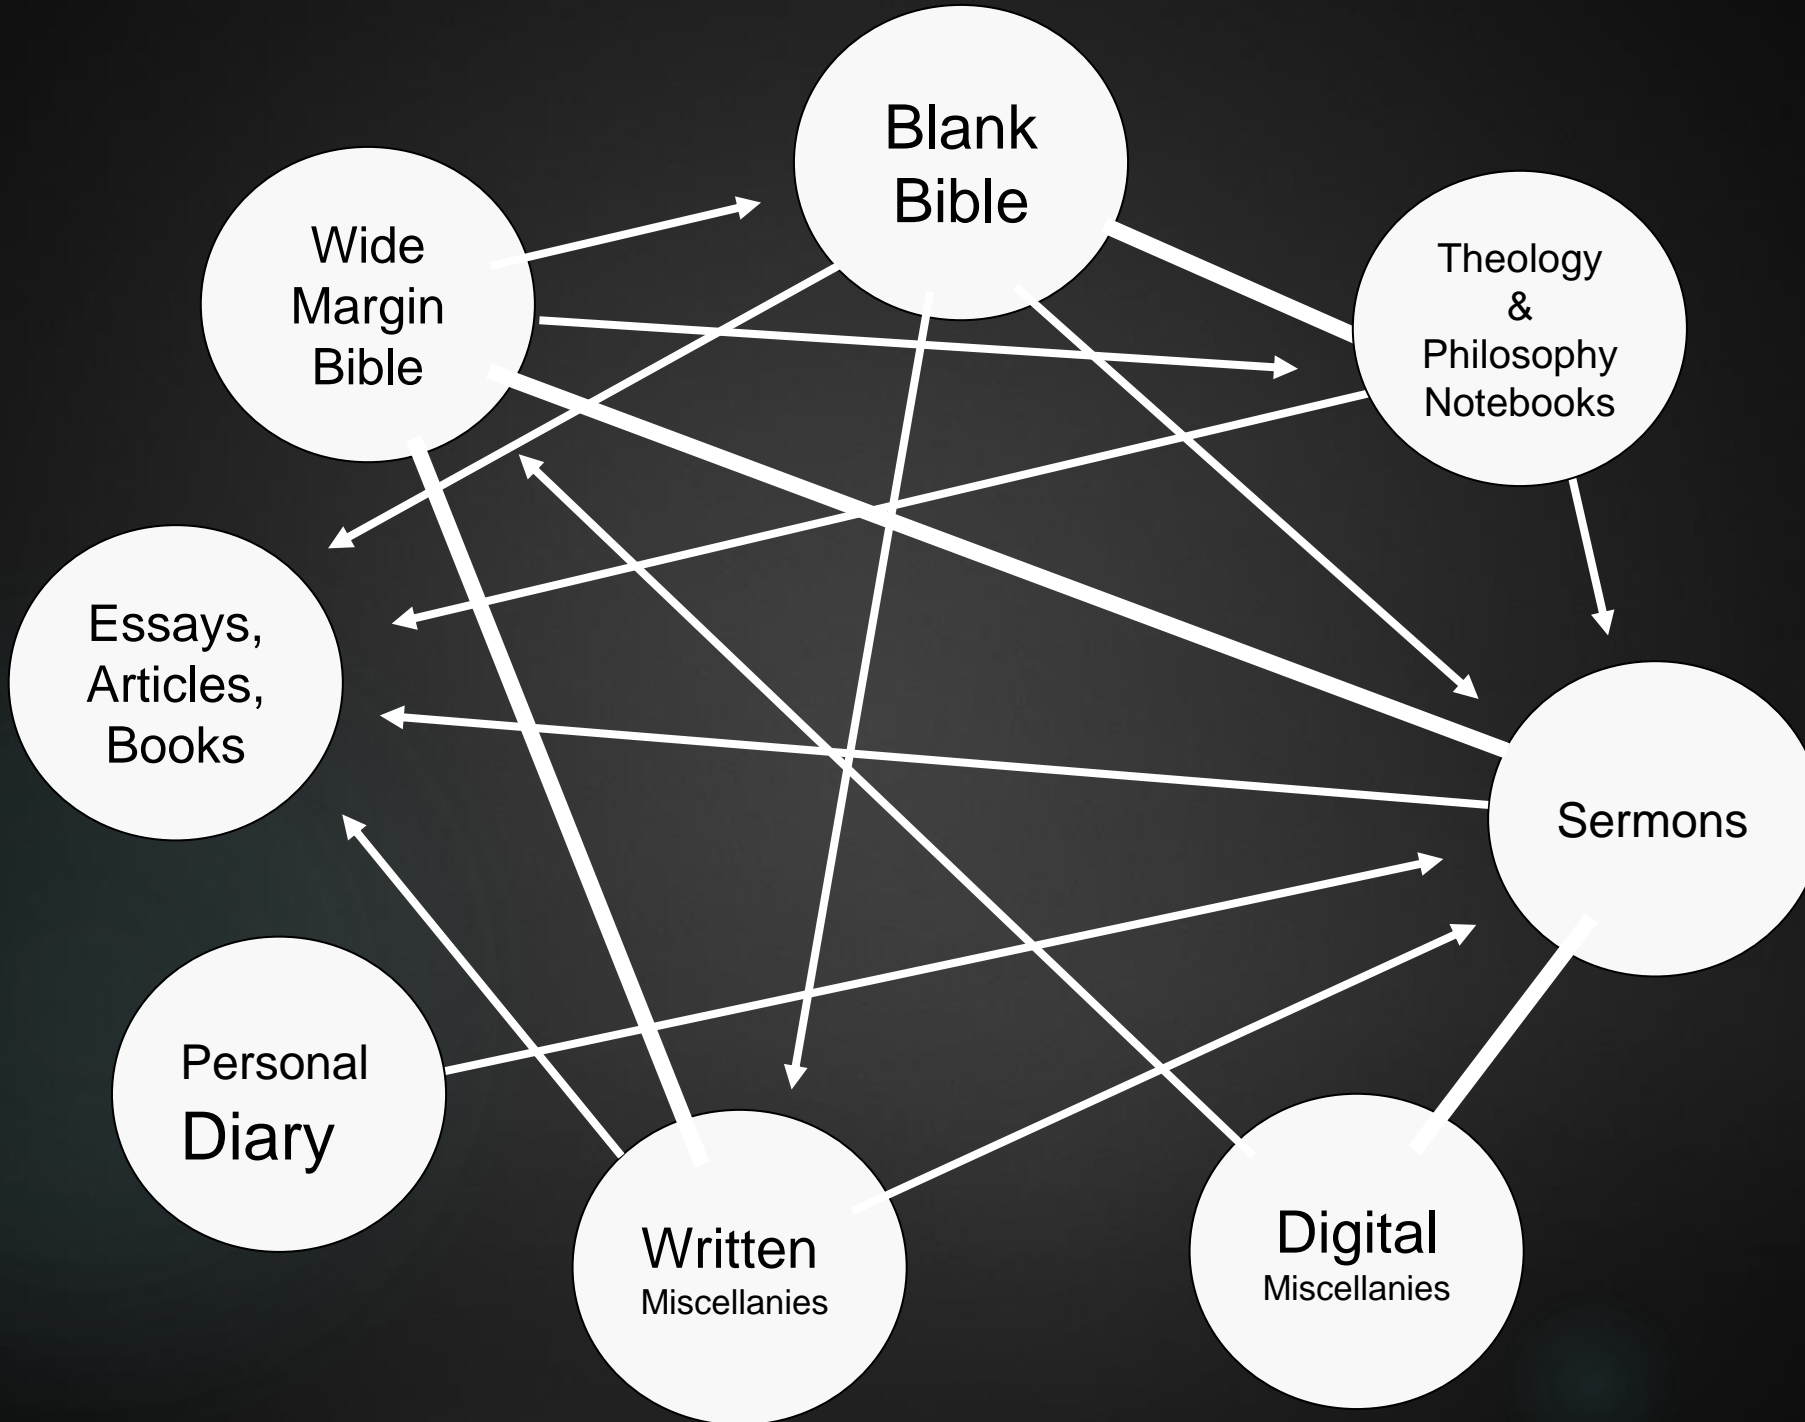 Blank
Bible
Wide
Margin
Bible
Theology
&
Philosophy
Notebooks
Essays,
Articles,
Books
Sermons
Personal
Diary
Written
Miscellanies
Digital
Miscellanies